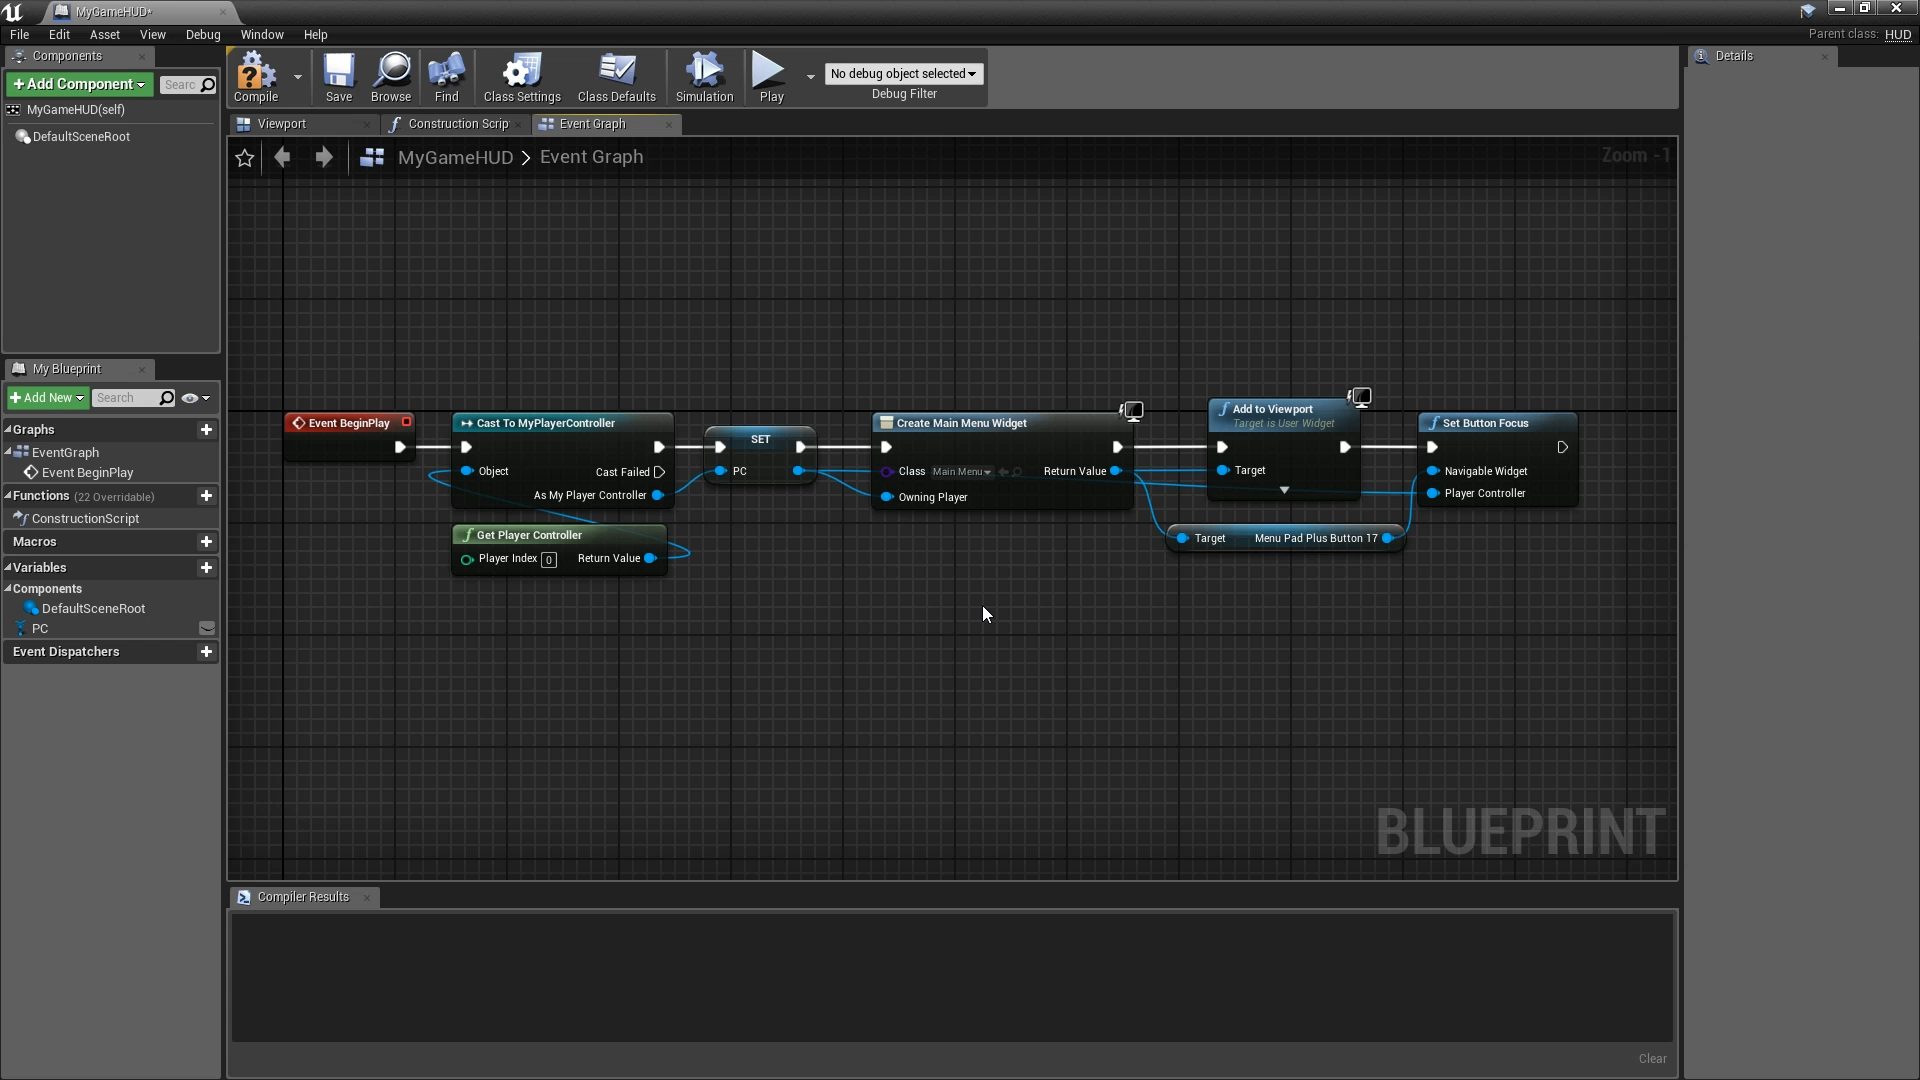 MyGameHUD*
File Edit Asset View Debug Window Help
Parent class: HUD
Components
Details
+ Add Component
Searc
MyGameHUD(self)
DefaultSceneRoot
Compile Save Browse Find Class Settings Class Defaults Simulation Play
No debug object selected
Debug Filter
Viewport
Construction Scrip
Event Graph
MyGameHUD > Event Graph
Zoom -1
My Blueprint
+ Add New
Search
Graphs
EventGraph
Event BeginPlay
Functions (22 Overridable)
ConstructionScript
Macros
Variables
Components
DefaultSceneRoot
PC
Event Dispatchers
Event BeginPlay
Cast To MyPlayerController
Object
Cast Failed
As My Player Controller
Get Player Controller
Player Index 0
Return Value
SET
PC
Create Main Menu Widget
Class Main Menu
Return Value
Owning Player
Add to Viewport
Target is User Widget
Target
Target Menu Pad Plus Button 17
Set Button Focus
Navigable Widget
Player Controller
BLUEPRINT
Compiler Results
Clear